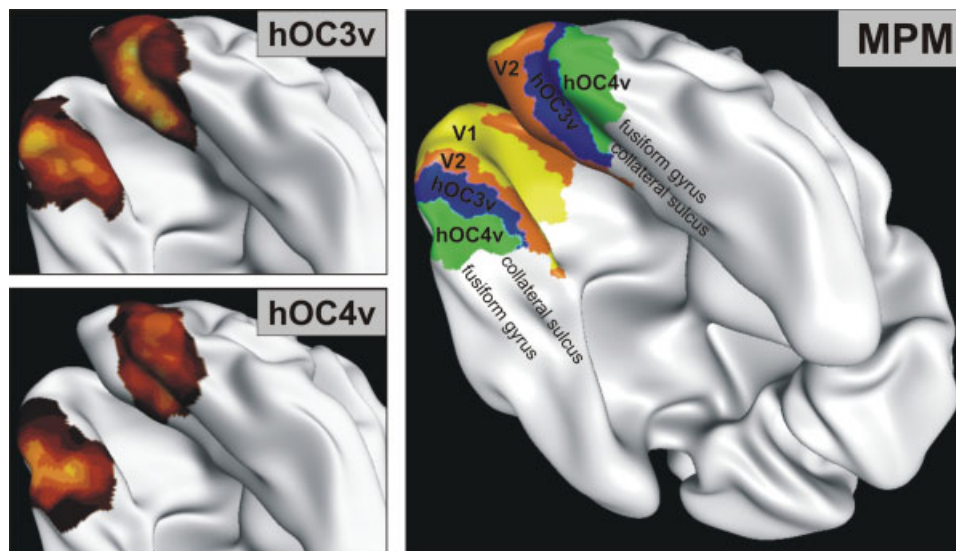 hOC3v
hOC4v
MPM
V2
hOC3v
hOC4v
fusiform gyrus
collateral sulcus
V1
V2
hOC3v
hOC4v
collateral sulcus
fusiform gyrus